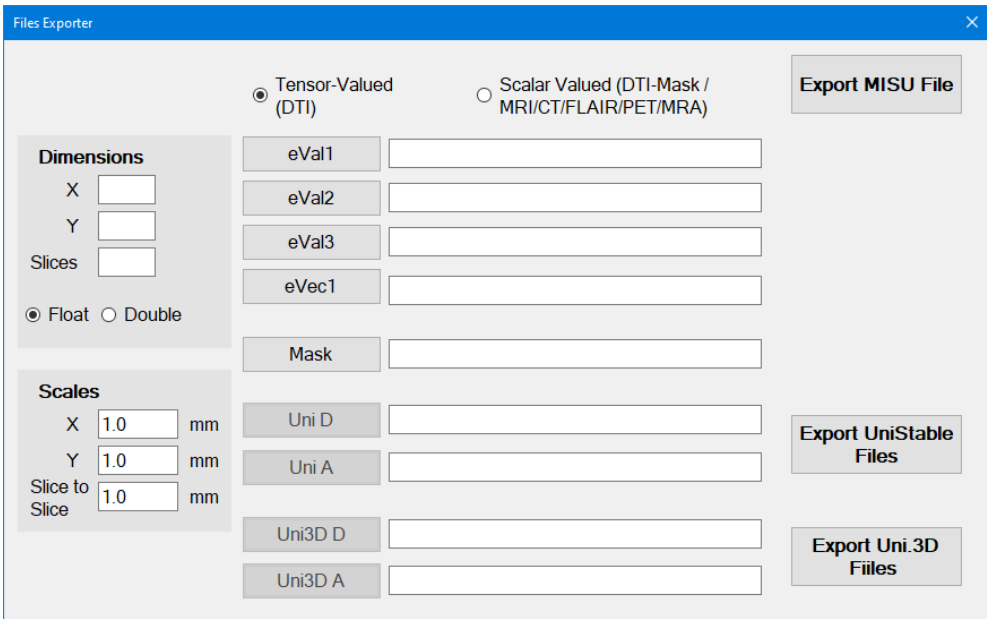 Files Exporter
Tensor-Valued
(DTI)
Scalar Valued (DTI-Mask /
MRI/CT/FLAIR/PET/MRA)
Export MISU File
Dimensions
X
Y
Slices
Float
Double
Scales
X 1.0 mm
Y 1.0 mm
Slice to
Slice
1.0 mm
eVal1
eVal2
eVal3
eVec1
Mask
Uni D
Uni A
Uni3D D
Uni3D A
Export UniStable
Files
Export Uni.3D
Fiiles